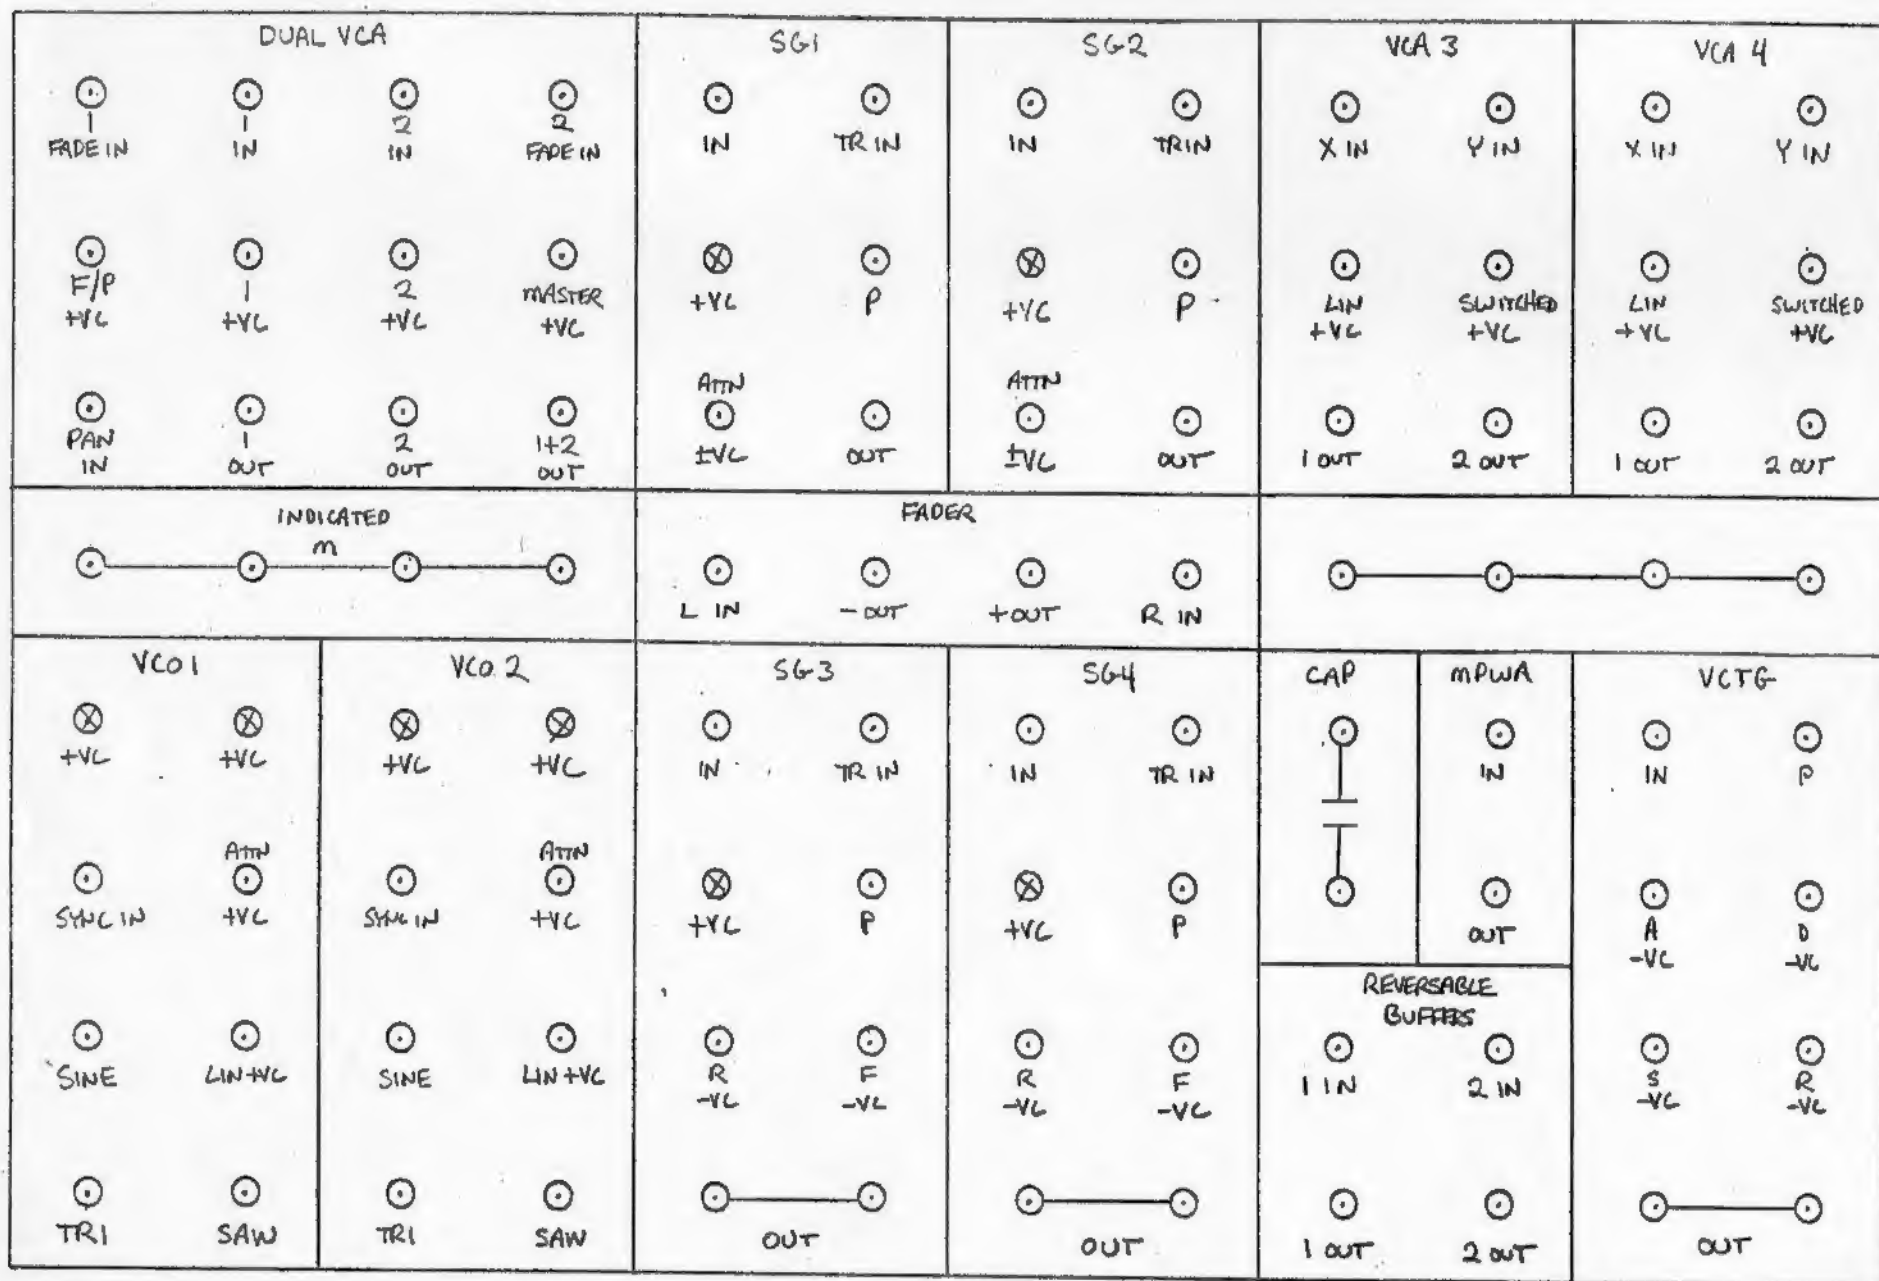 DUAL VCA
1
FADE IN
1
IN
2
IN
2
FADE IN
F/P
+VC
1
+VC
2
+VC
MASTER
+VC
PAN
IN
1
OUT
2
OUT
1+2
OUT
SG1
IN
TR IN
+VC
P
ATTN
±VC
OUT
SG2
IN
TR IN
+VC
P
ATTN
±VC
OUT
VCA 3
X IN
Y IN
LIN
+VC
SWITCHED
+VC
1 OUT
2 OUT
VCA 4
X IN
Y IN
LIN
+VC
SWITCHED
+VC
1 OUT
2 OUT
INDICATED
M
FADER
L IN
-OUT
+OUT
R IN
VCO 1
+VC
+VC
SYNC IN
ATTN
+VC
SINE
LIN+VC
TRI
SAW
VCO 2
+VC
+VC
SYNC IN
ATTN
+VC
SINE
LIN+VC
TRI
SAW
SG3
IN
TR IN
+VC
P
R
-VC
F
-VC
OUT
SG4
IN
TR IN
+VC
P
R
-VC
F
-VC
OUT
CAP
MPWA
IN
OUT
REVERSABLE
BUFFERS
1 IN
2 IN
1 OUT
2 OUT
VCTG
IN
P
A
-VC
D
-VC
S
-VC
R
-VC
OUT